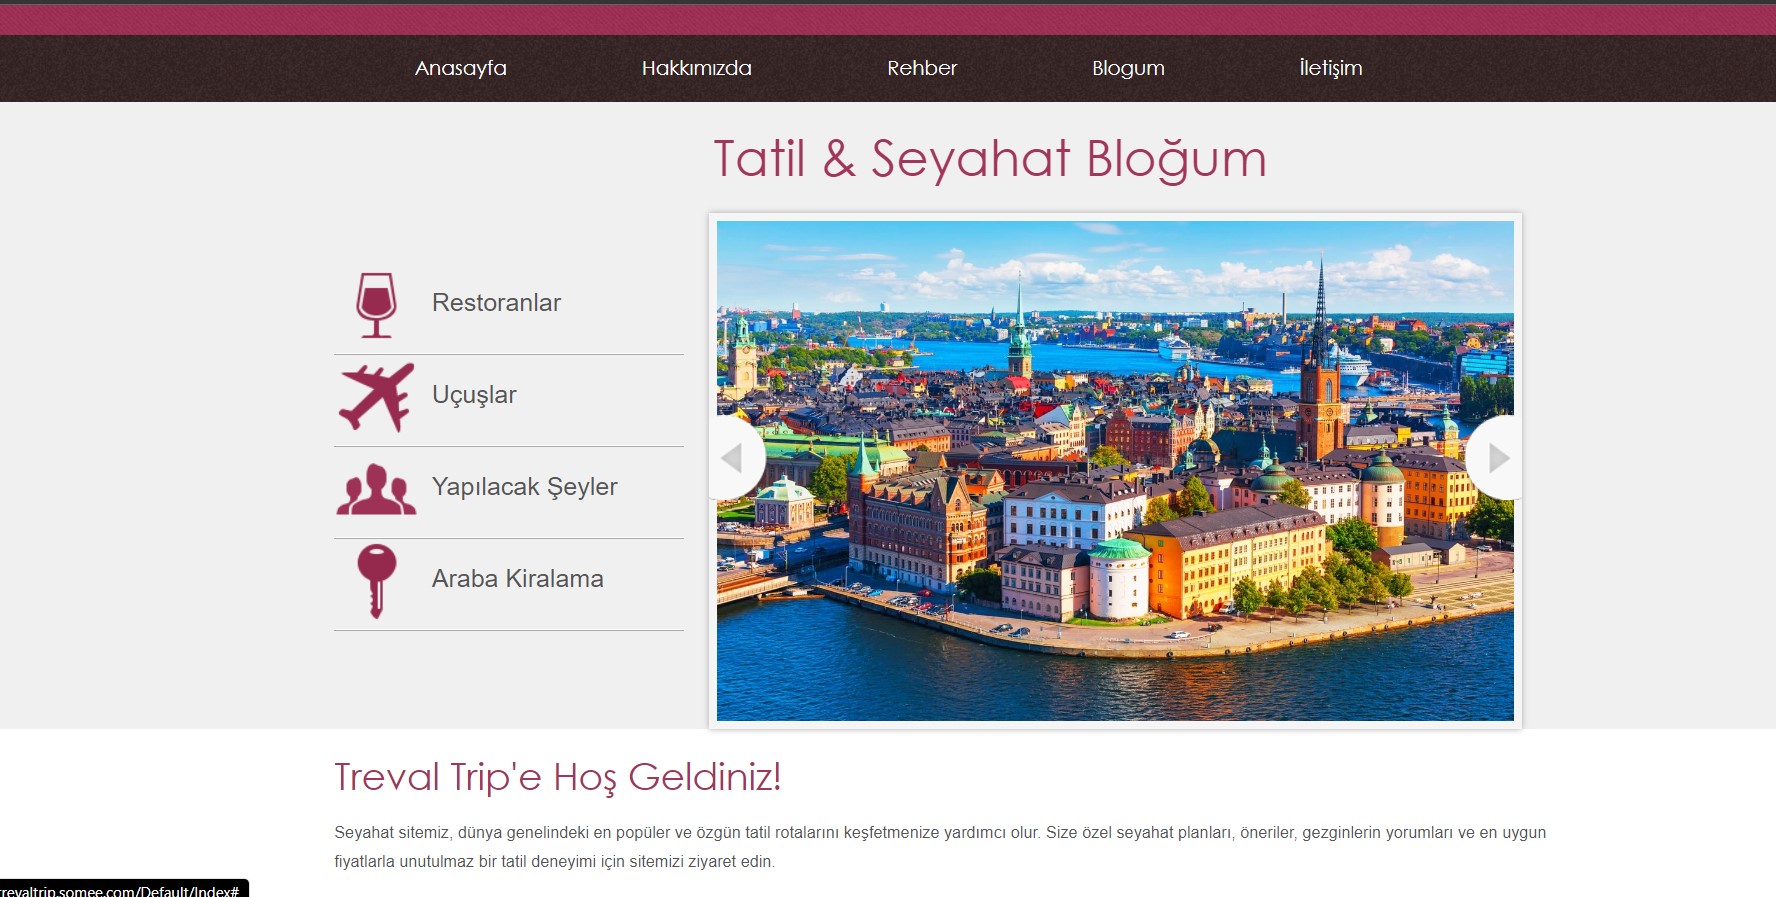 Anasayfa Hakkımızda Rehber Blogum İletişim
Tatil & Seyahat Bloğum
Restoranlar
Uçuşlar
Yapılacak Şeyler
Araba Kiralama
Treval Trip'e Hoş Geldiniz!
Seyahat sitemiz, dünya genelindeki en popüler ve özgün tatil rotalarını keşfetmenize yardımcı olur. Size özel seyahat planları, öneriler, gezginlerin yorumları ve en uygun
fiyatlarla unutulmaz bir tatil deneyimi için sitemizi ziyaret edin.
trevaltrip.somee.com/Default/Index#